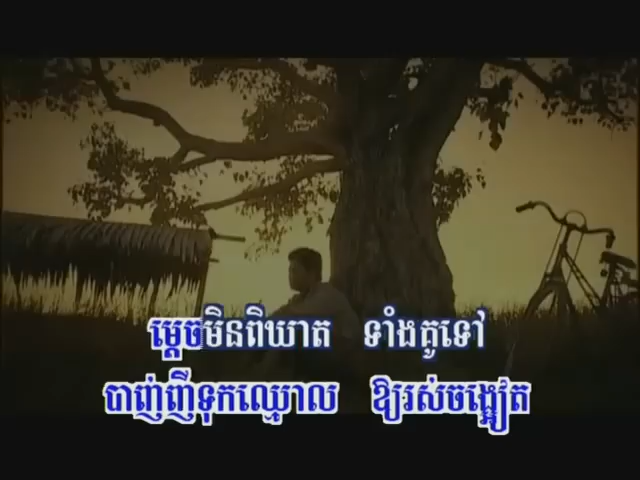 ម្ដេចមិនពិឃាត ទាំងគូទៅ
បាញ់ញីទុកឈ្មោល ឱ្យរស់ចង្អៀត